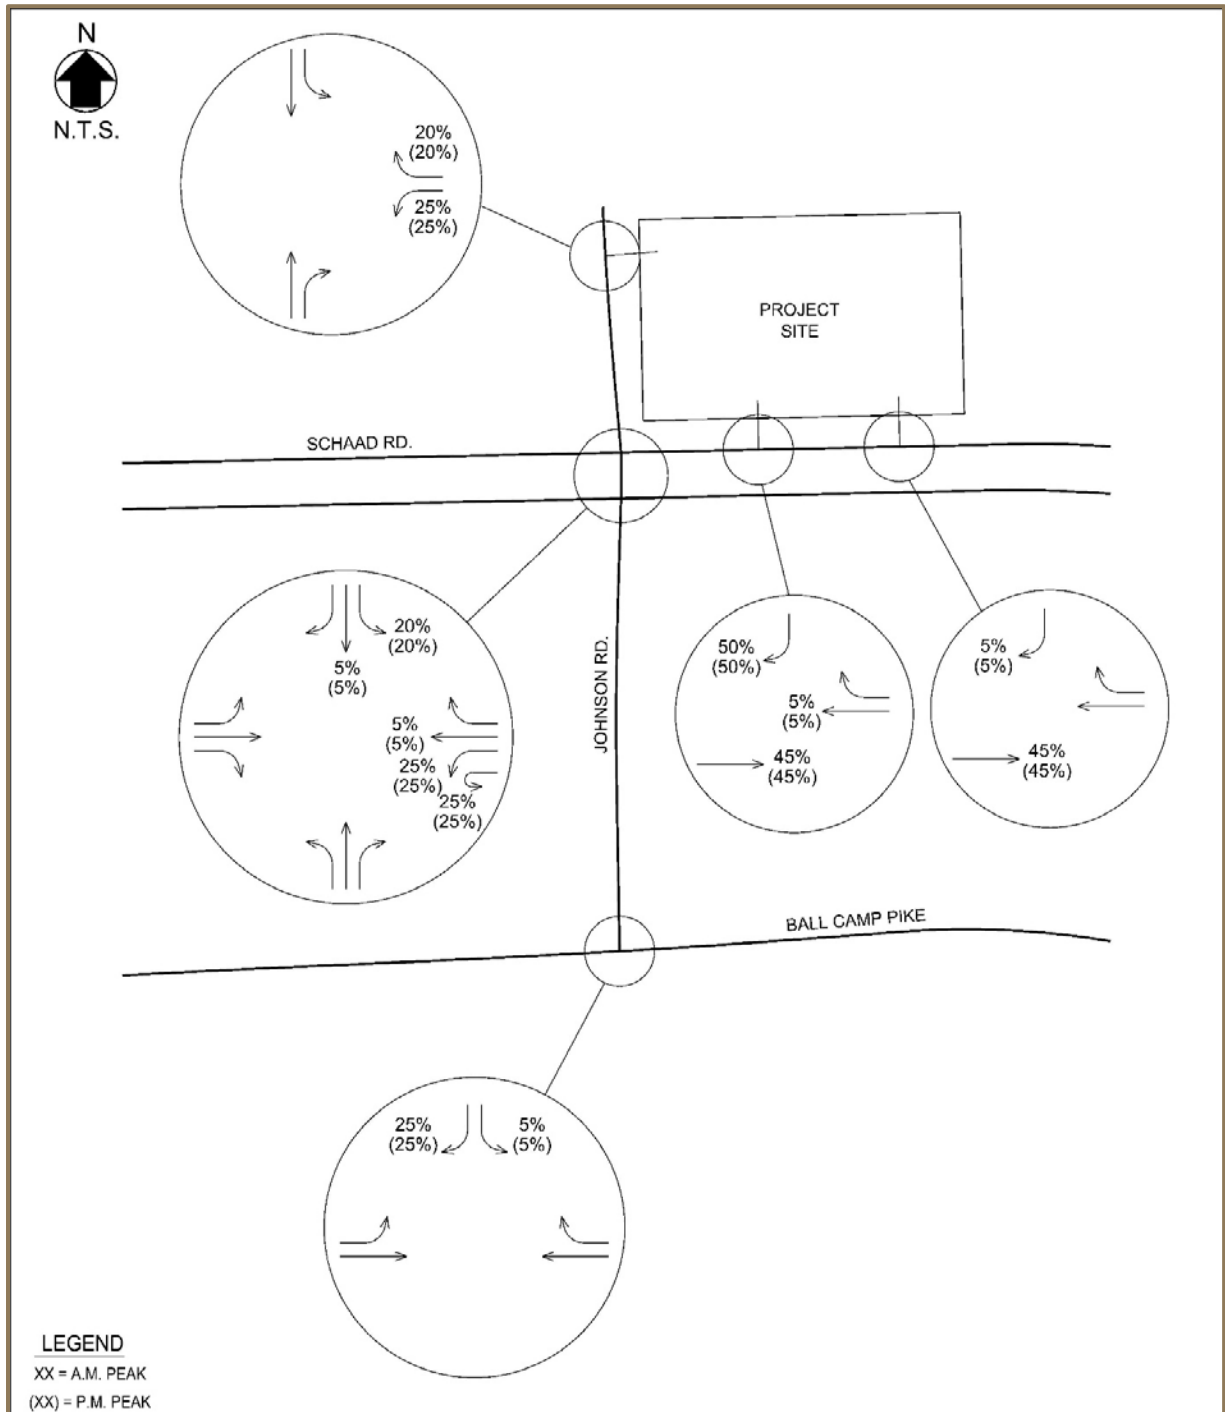 N
N.T.S.
20%
(20%)
25%
(25%)
PROJECT
SITE
SCHAAD RD.
20%
(20%)
5%
(5%)
5%
(5%)
25%
(25%)
25%
(25%)
JOHNSON RD.
50%
(50%)
5%
(5%)
45%
(45%)
5%
(5%)
45%
(45%)
BALL CAMP PIKE
25%
(25%)
5%
(5%)
LEGEND
XX = A.M. PEAK
(XX) = P.M. PEAK